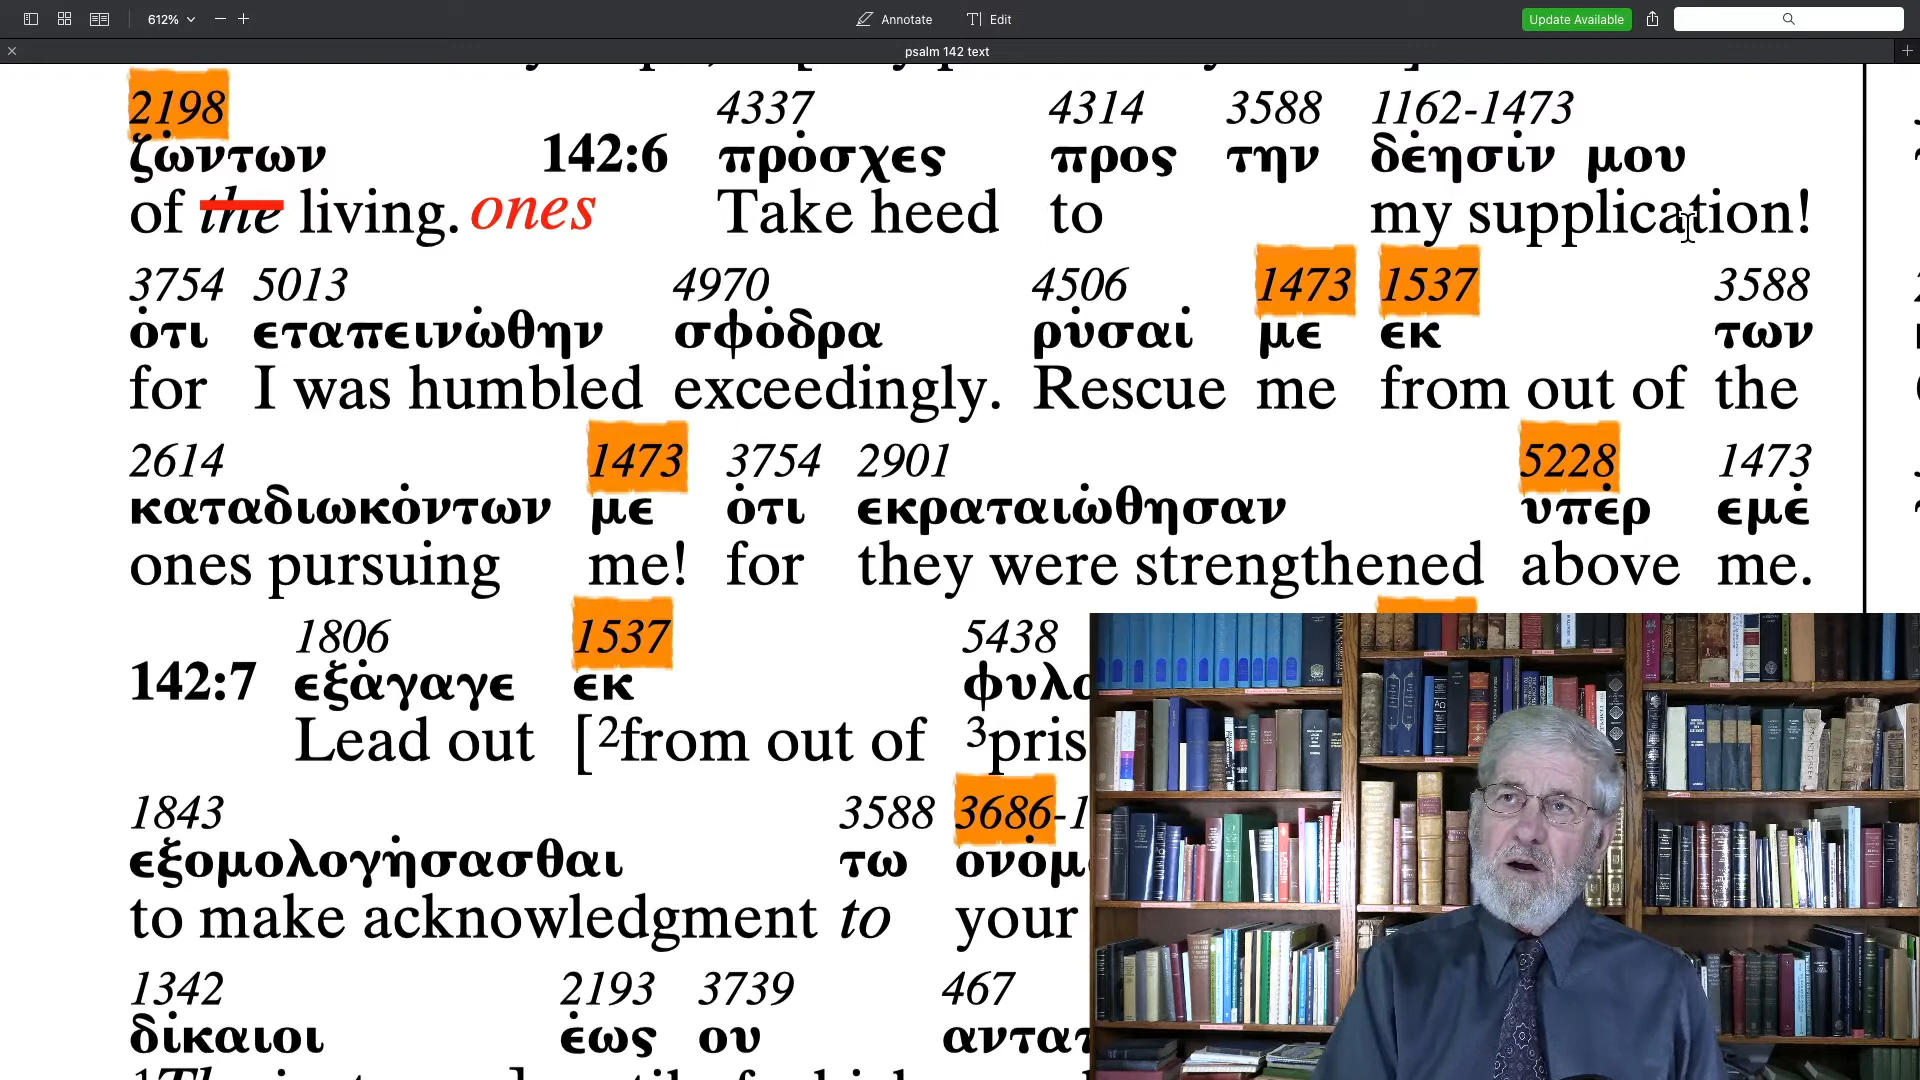 612%
Annotate
Edit
Update Available
psalm 142 text
2198 4337 4314 3588 1162-1473
ζώντων 142:6 πρόσχες προς την δέησίν μου
of the living. ones Take heed to my supplication!
3754 5013 4970 4506 1473 1537 3588
ότι εταπεινώθην σφόδρα ρύσαί με εκ των
for I was humbled exceedingly. Rescue me from out of the
2614 1473 3754 2901 5228 1473
καταδιωκόντων με ότι εκραταιώθησαν υπέρ εμέ
ones pursuing me! for they were strengthened above me.
1806 1537 5438
142:7 εξάγαγε εκ
Lead out [²from out of
1843 3588 3686-1
εξομολογήσασθαι τω
to make acknowledgment to your
1342 2193 3739 467
δίκαιοι έως ου